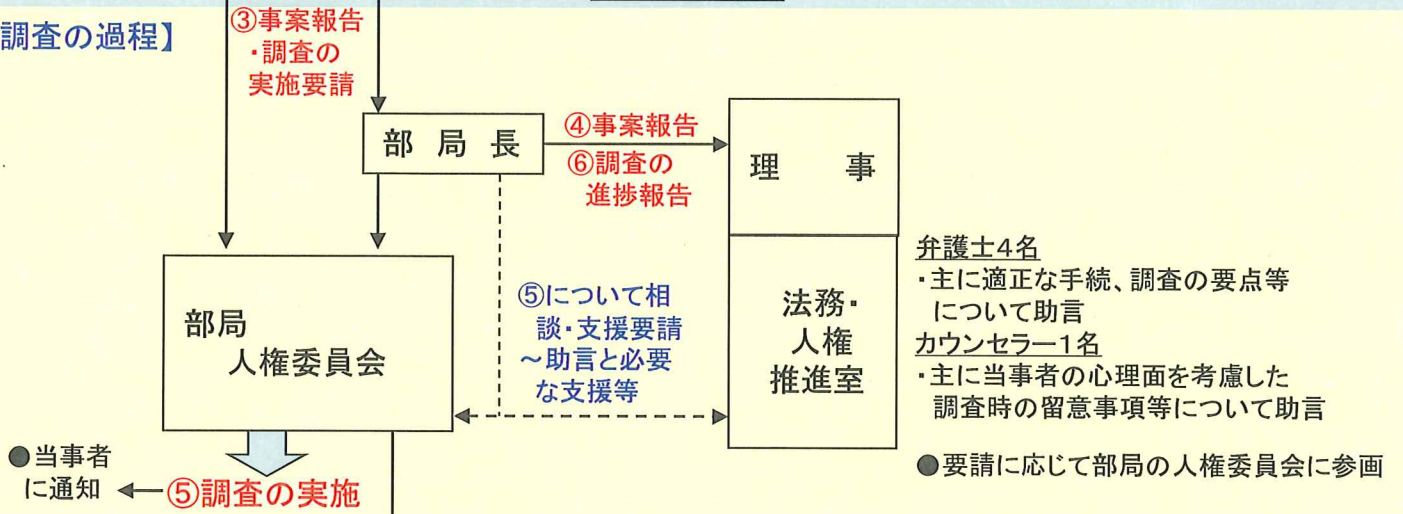 調査の過程】
③事案報告
・調査の
実施要請
部 局 長
④事案報告
⑥調査の
進捗報告
理 事
部局
人権委員会
⑤について相
談・支援要請
～助言と必要
な支援等
法務・
人権
推進室
弁護士4名
・主に適正な手続、調査の要点等
について助言
カウンセラー1名
・主に当事者の心理面を考慮した
調査時の留意事項等について助言
●要請に応じて部局の人権委員会に参画
●当事者
に通知
⑤調査の実施